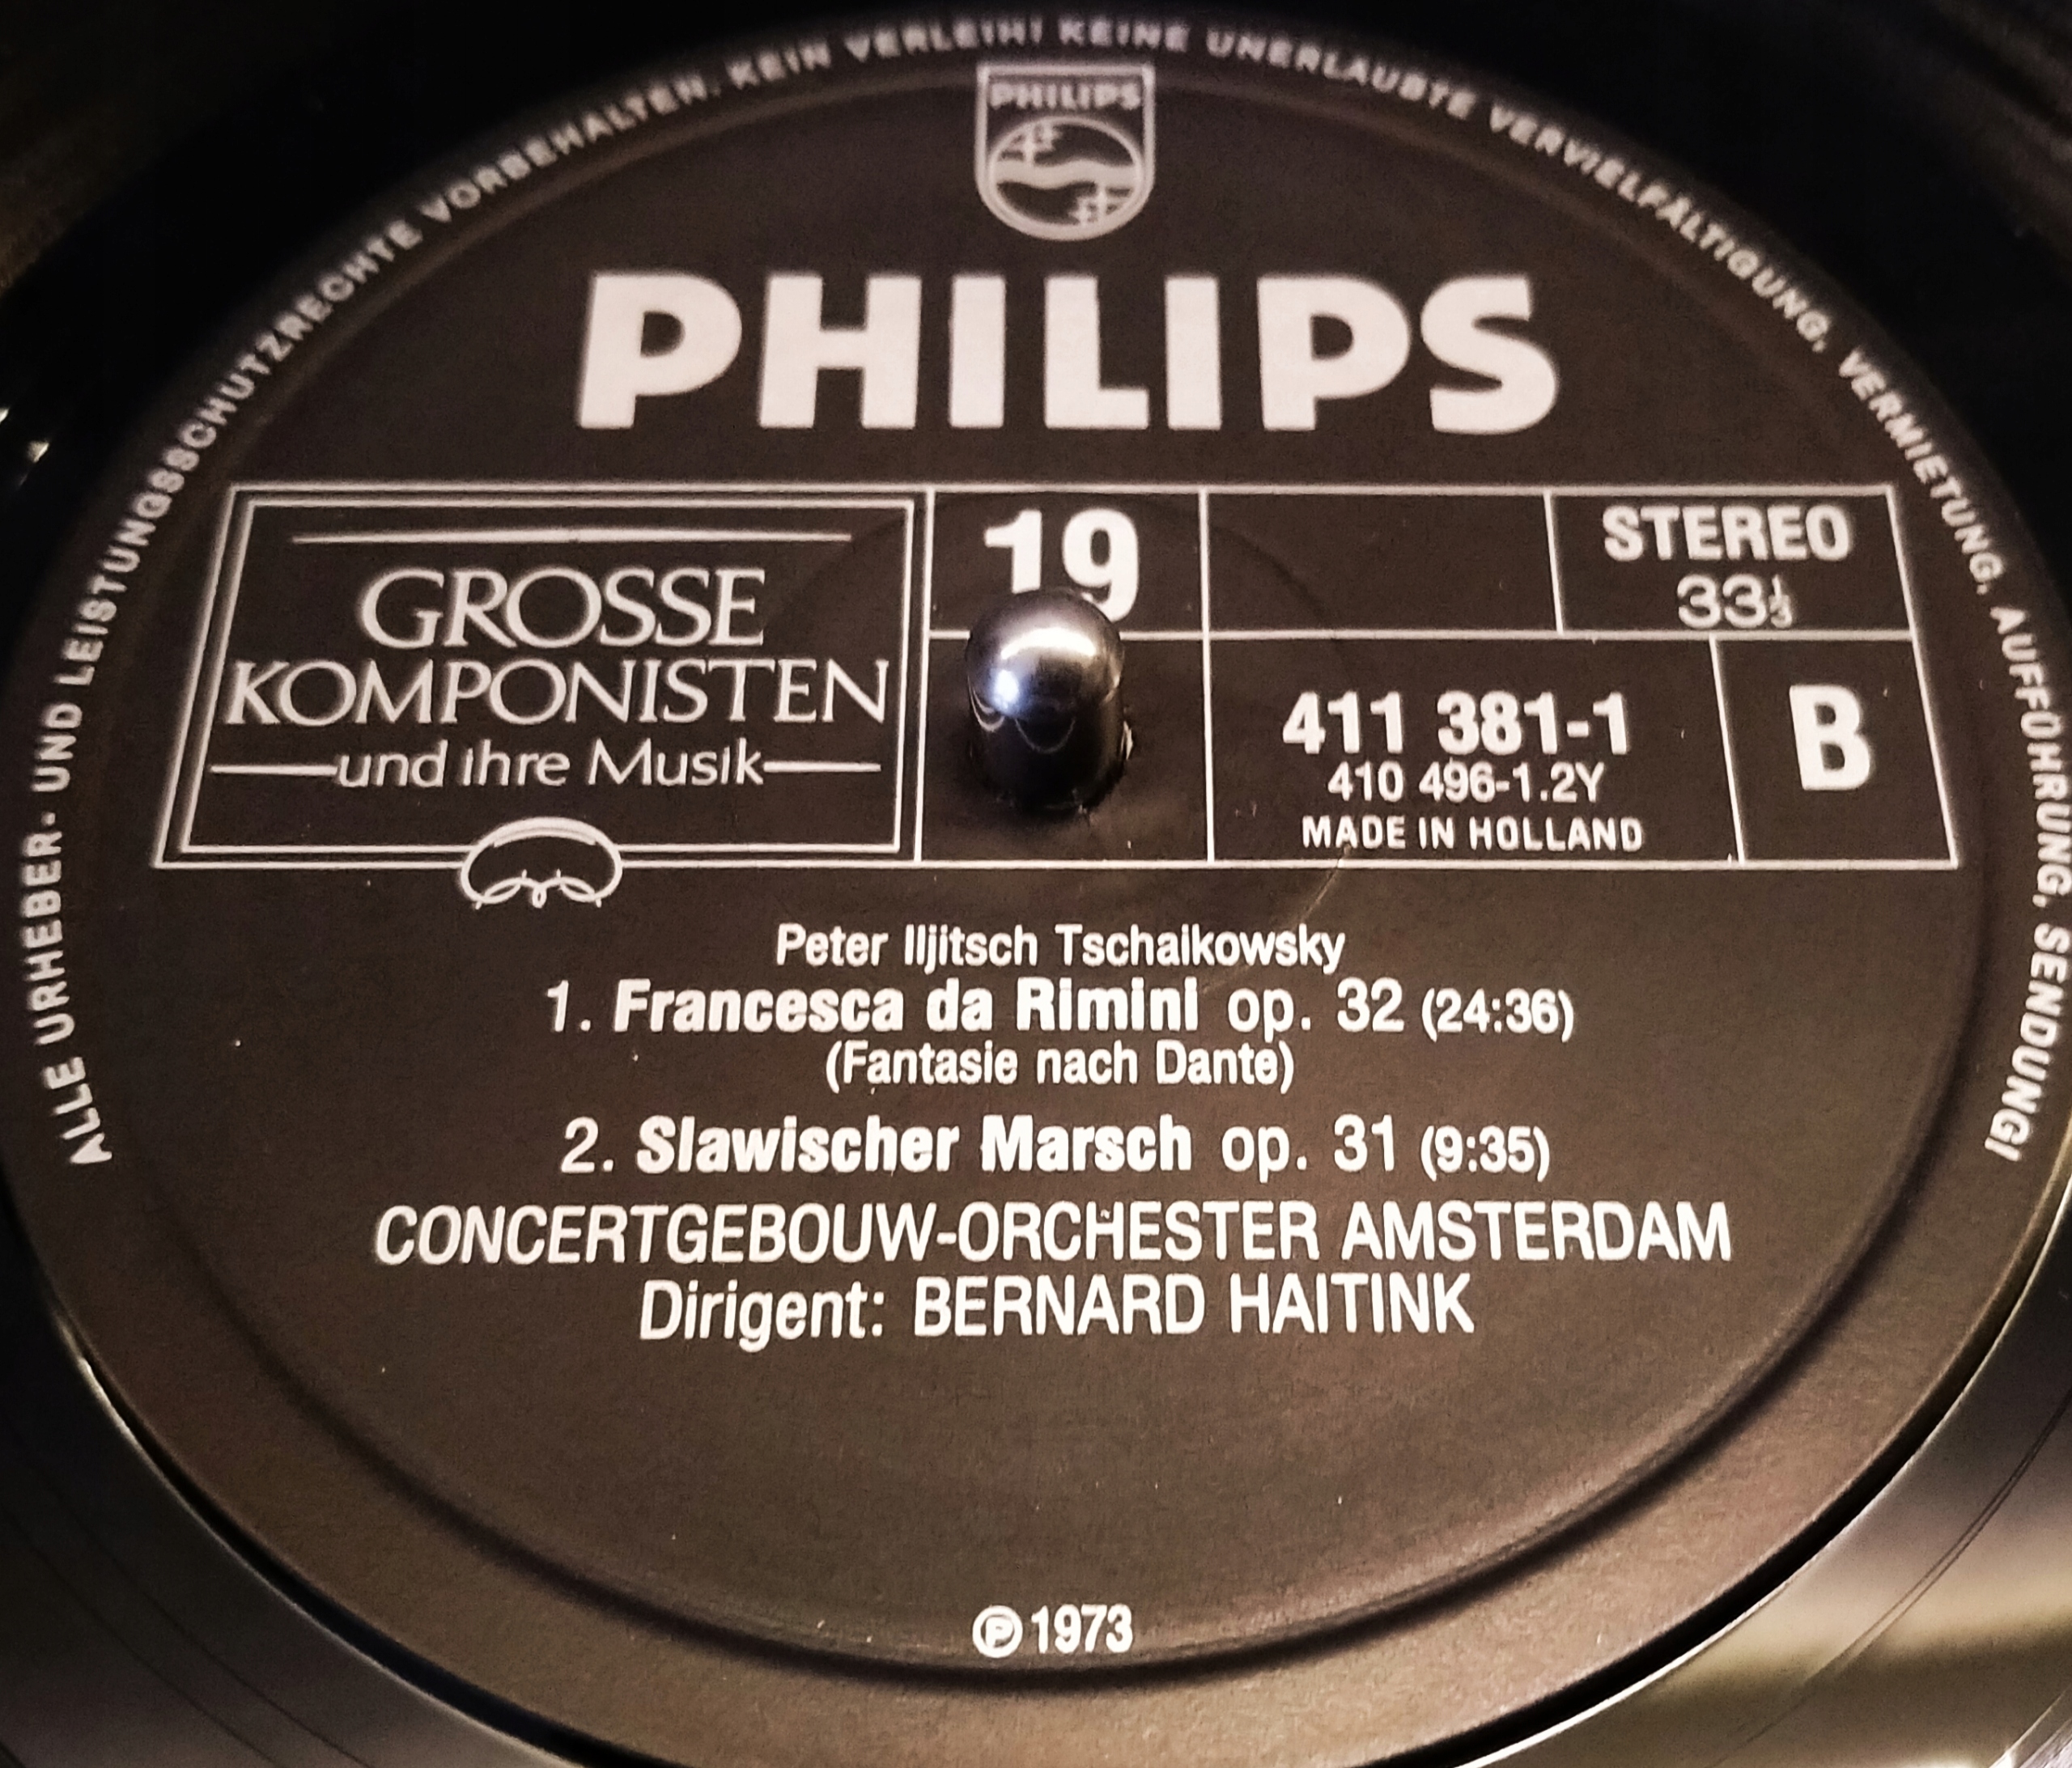 ALLE URHEBER- UND LEISTUNGSSCHUTZRECHTE VORBEHALTEN. KEIN VERLEIH! KEINE UNERLAUBTE VERVIELFÄLTIGUNG, VERMIETUNG, AUFFÜHRUNG, SENDUNG!
PHILIPS
PHILIPS
GROSSE
KOMPONISTEN
und ihre Musik
19
STEREO
33⅓
411 381-1
410 496-1.2Y
MADE IN HOLLAND
B
Peter Iljitsch Tschaikowsky
1. Francesca da Rimini op. 32 (24:36)
(Fantasie nach Dante)
2. Slawischer Marsch op. 31 (9:35)
CONCERTGEBOUW-ORCHESTER AMSTERDAM
Dirigent: BERNARD HAITINK
℗ 1973